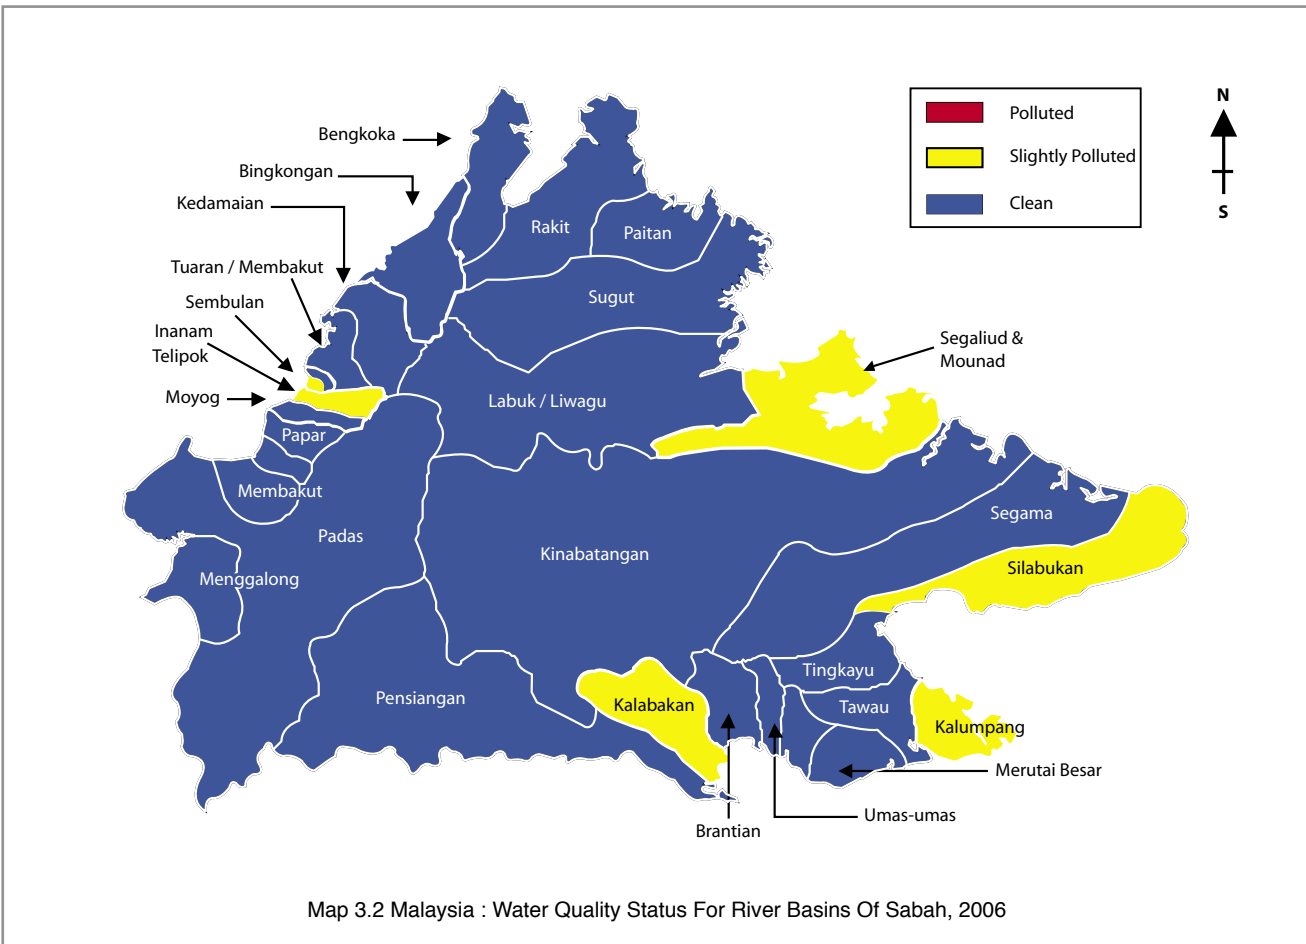 Bengkoka
Bingkongan
Kedamaian
Tuaran / Membakut
Sembulan
Inanam
Telipok
Moyog
Polluted
Slightly Polluted
Clean
N
S
Rakit
Paitan
Sugut
Segaliud &
Mounad
Labuk / Liwagu
Papar
Membakut
Padas
Kinabatangan
Segama
Silabukan
Menggalong
Tingkayu
Pensiangan
Kalabakan
Tawau
Kalumpang
Merutai Besar
Umas-umas
Brantian
Map 3.2 Malaysia : Water Quality Status For River Basins Of Sabah, 2006